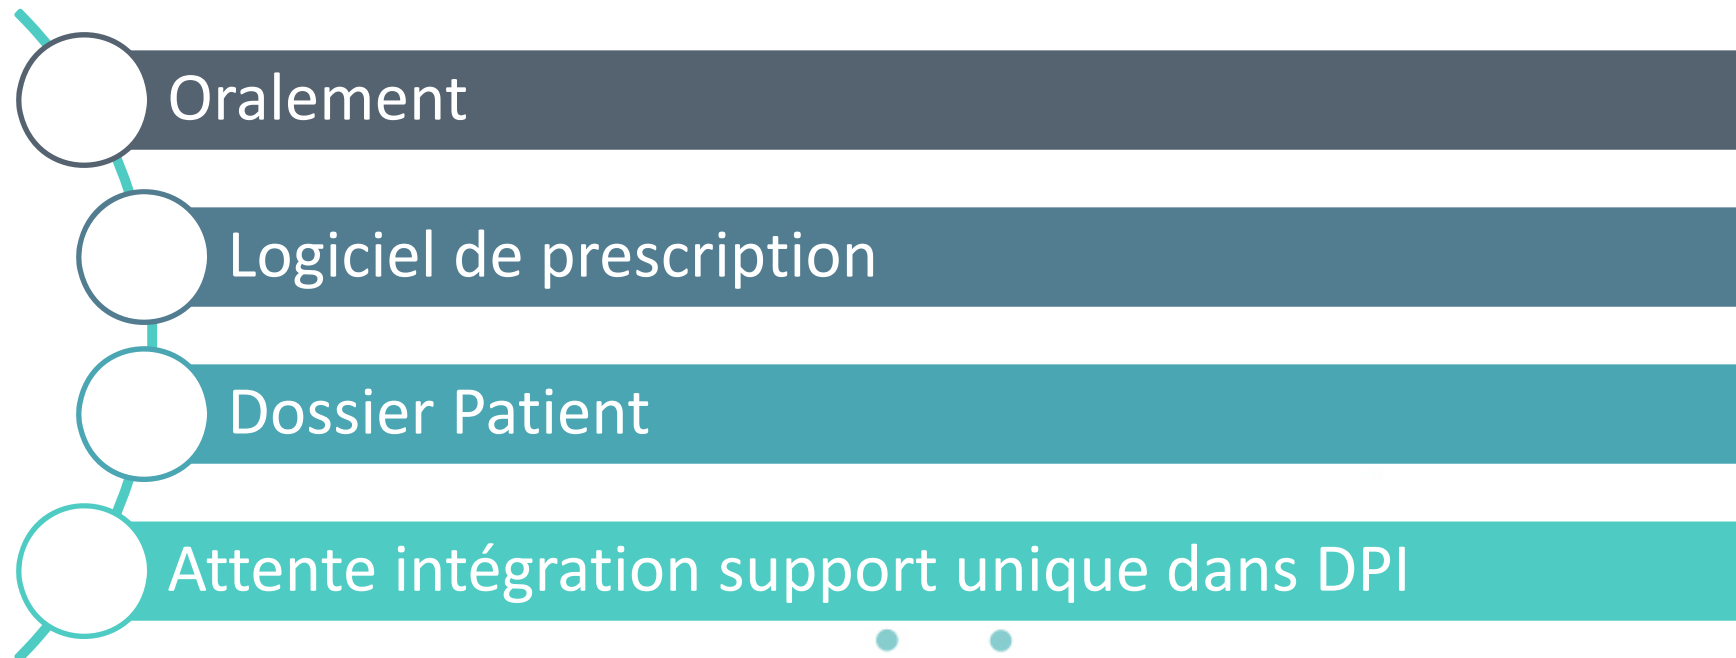 Oralement
Logiciel de prescription
Dossier Patient
Attente intégration support unique dans DPI